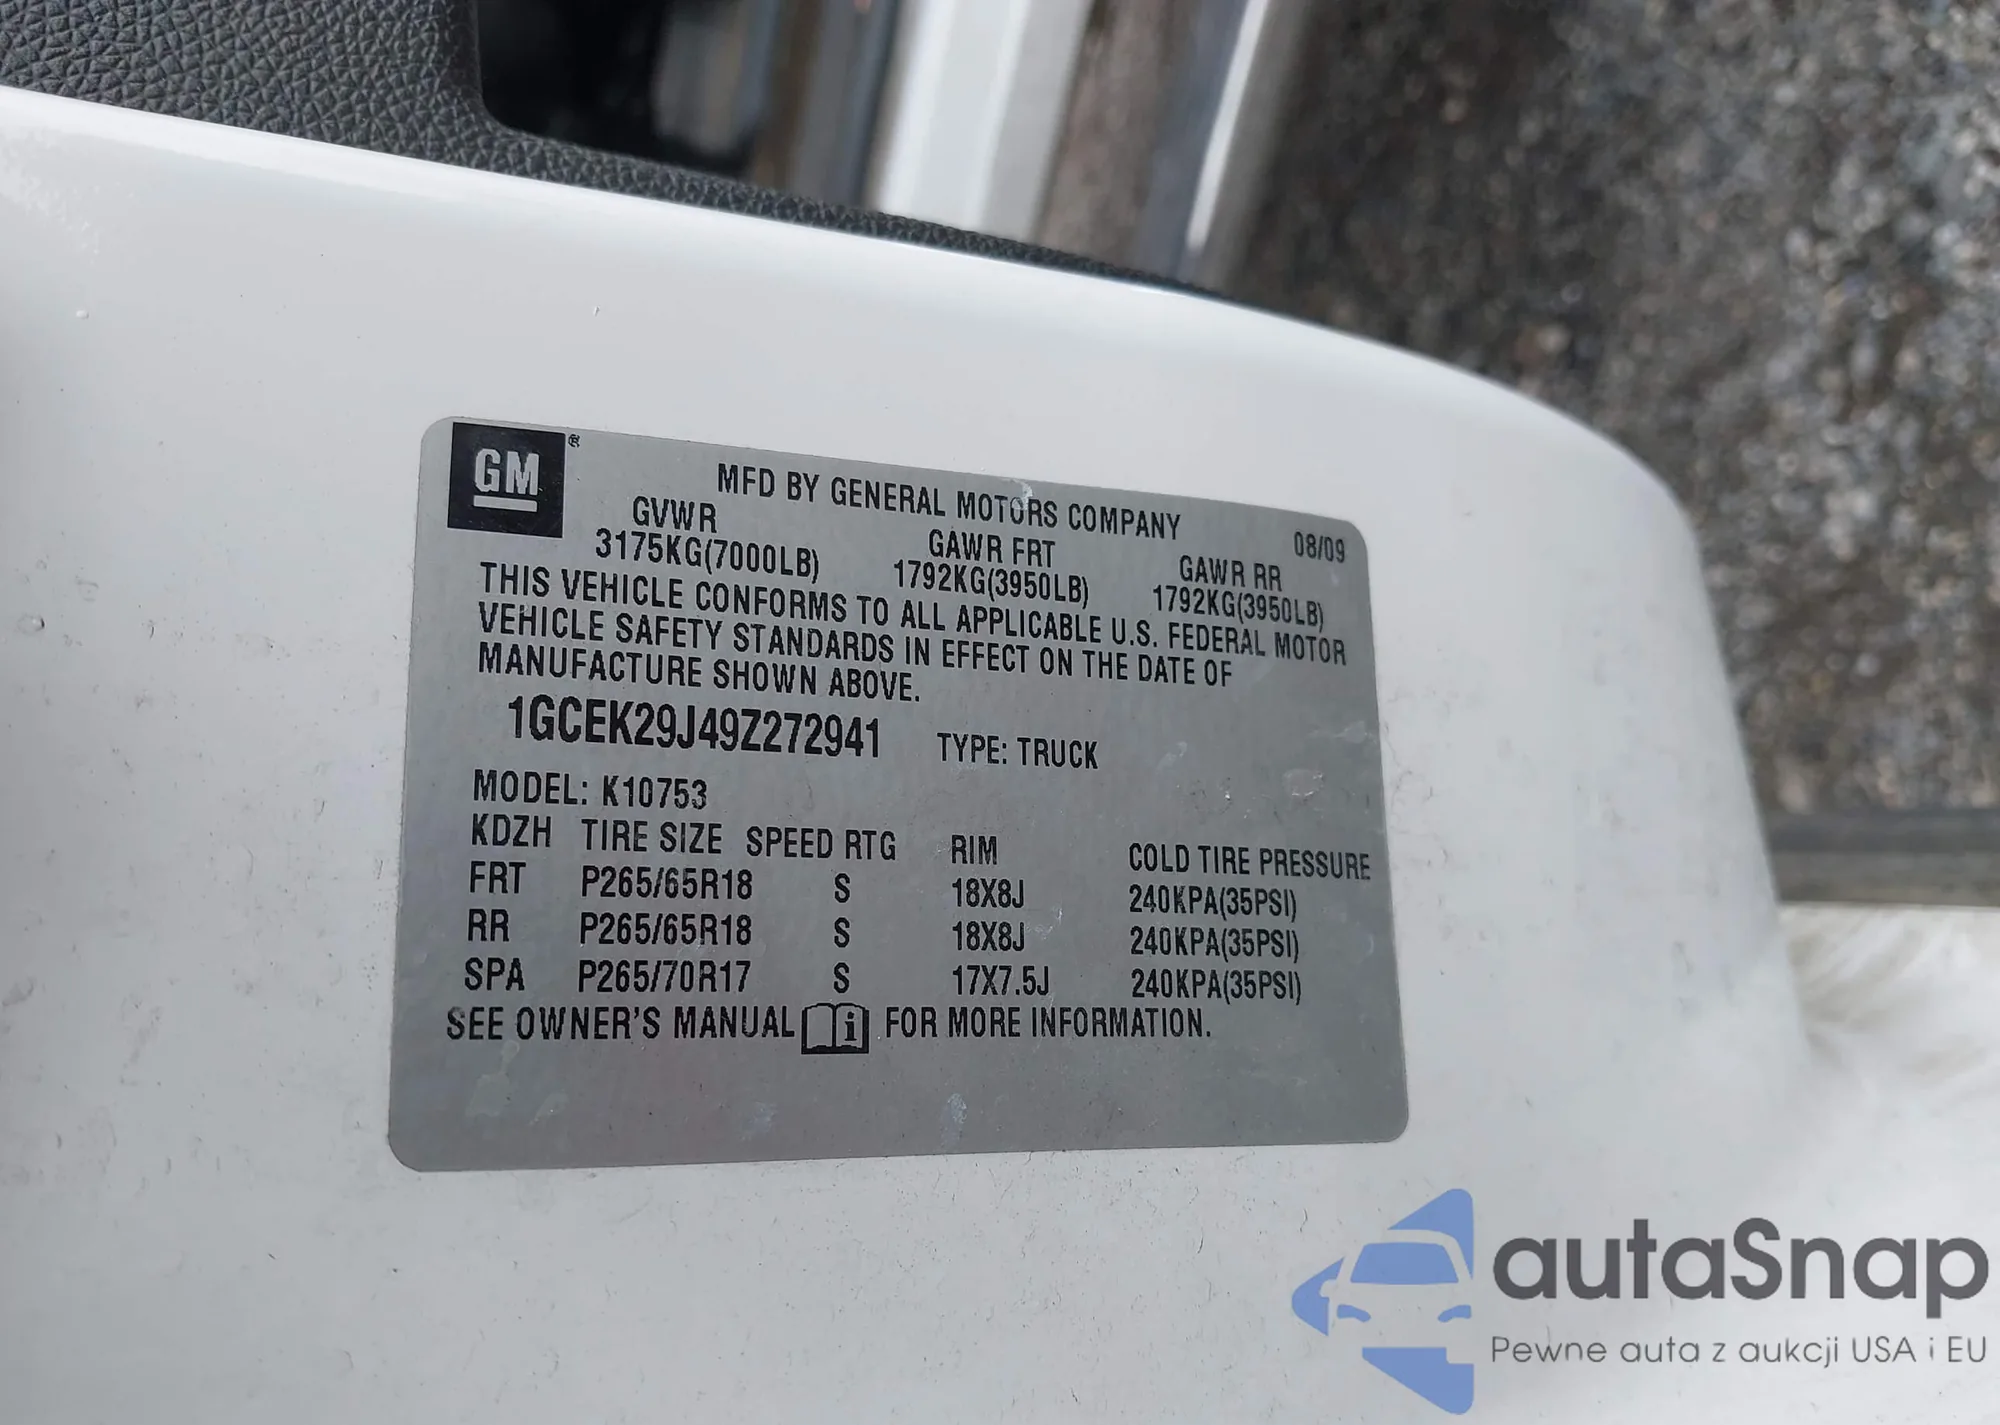 GM ®
MFD BY GENERAL MOTORS COMPANY 08/09
GVWR GAWR FRT GAWR RR
3175KG(7000LB) 1792KG(3950LB) 1792KG(3950LB)
THIS VEHICLE CONFORMS TO ALL APPLICABLE U.S. FEDERAL MOTOR
VEHICLE SAFETY STANDARDS IN EFFECT ON THE DATE OF
MANUFACTURE SHOWN ABOVE.
1GCEK29J49Z272941 TYPE: TRUCK
MODEL: K10753
KDZH TIRE SIZE SPEED RTG RIM COLD TIRE PRESSURE
FRT P265/65R18 S 18X8J 240KPA(35PSI)
RR P265/65R18 S 18X8J 240KPA(35PSI)
SPA P265/70R17 S 17X7.5J 240KPA(35PSI)
SEE OWNER'S MANUAL i FOR MORE INFORMATION.
autaSnap
Pewne auta z aukcji USA i EU